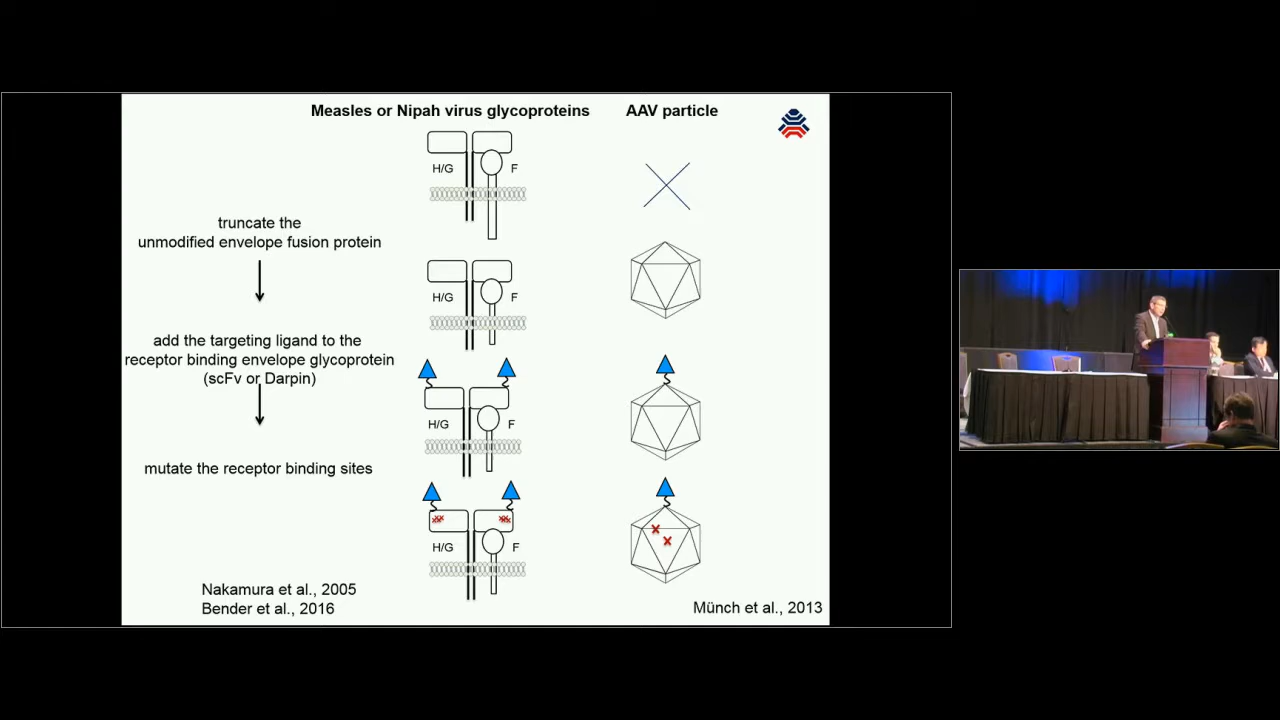 Measles or Nipah virus glycoproteins
AAV particle
H/G
F
truncate the
unmodified envelope fusion protein
H/G
F
add the targeting ligand to the
receptor binding envelope glycoprotein
(scFv or Darpin)
H/G
F
mutate the receptor binding sites
H/G
F
Nakamura et al., 2005
Bender et al., 2016
Münch et al., 2013